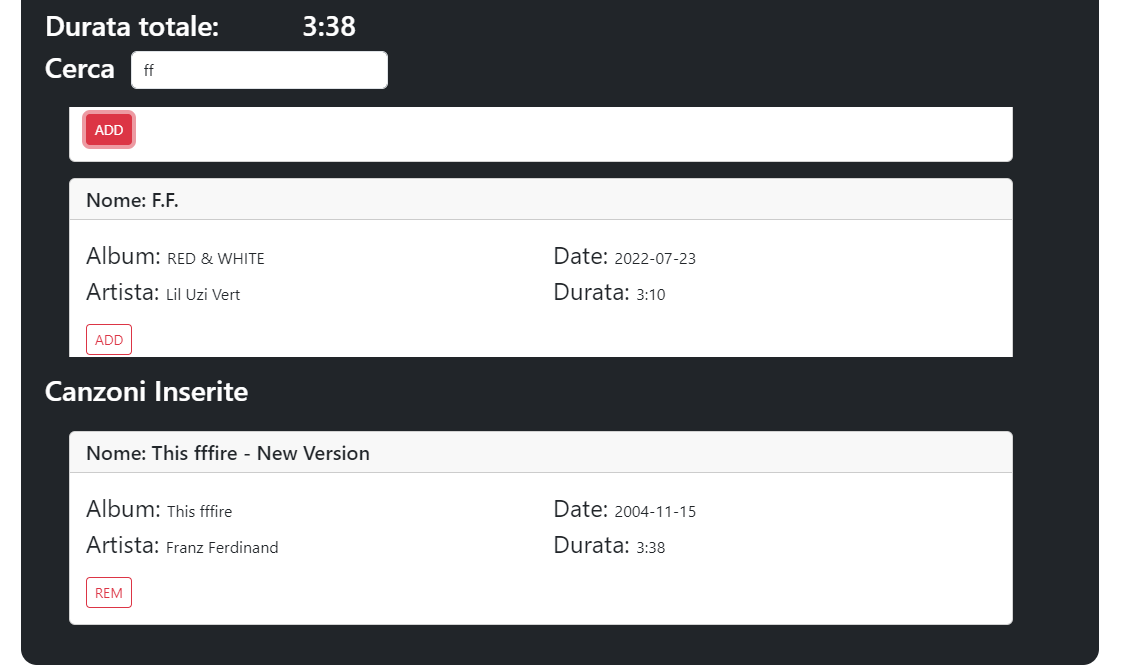 Durata totale: 3:38
Cerca ff
ADD
Nome: F.F.
Album: RED & WHITE Date: 2022-07-23
Artista: Lil Uzi Vert Durata: 3:10
ADD
Canzoni Inserite
Nome: This fffire - New Version
Album: This fffire Date: 2004-11-15
Artista: Franz Ferdinand Durata: 3:38
REM